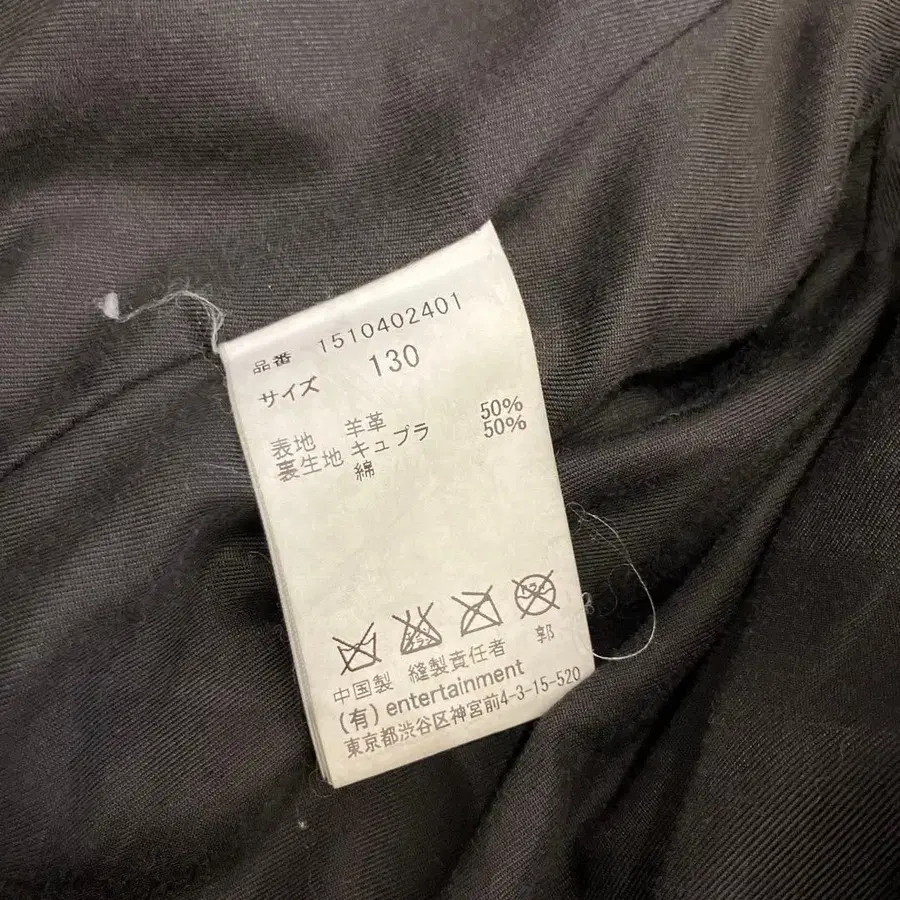 品番 1510402401
サイズ 130
表地 羊革
裏生地 キュプラ 50%
綿 50%
中国製 縫製責任者 郭
(有) entertainment
東京都渋谷区神宮前4-3-15-520